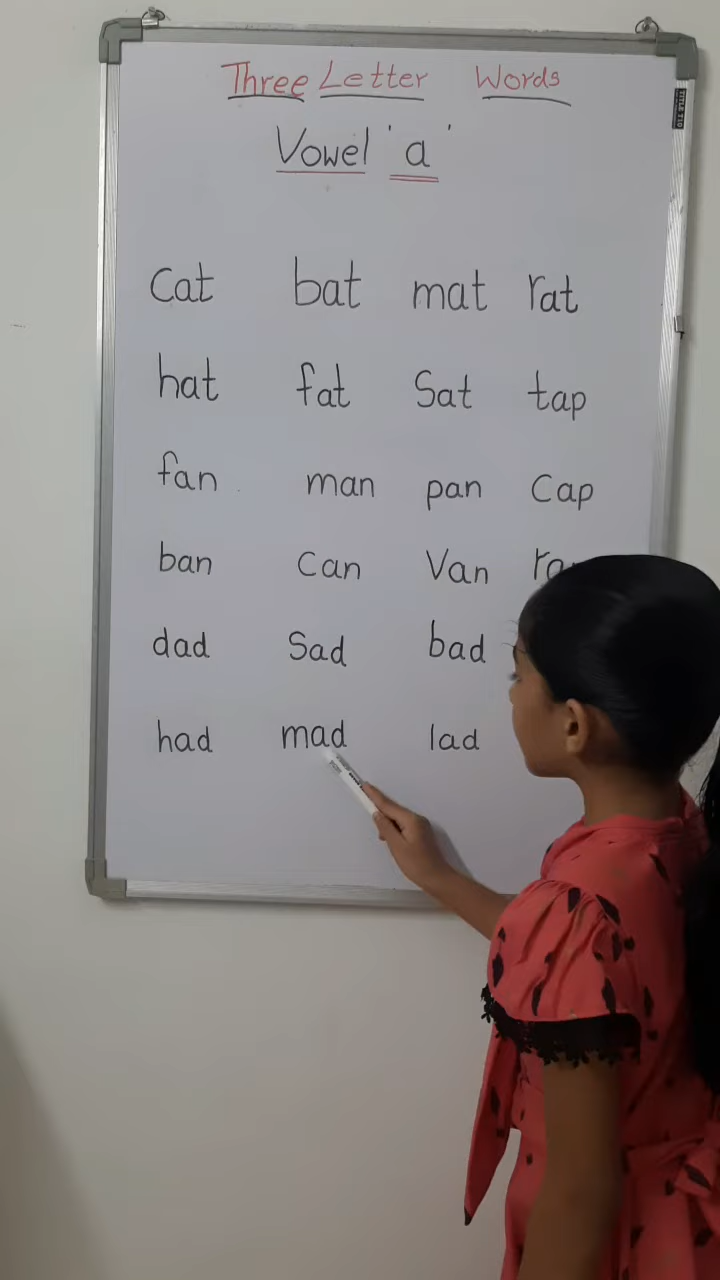 Three Letter Words
Vowel 'a'
Cat bat mat rat
hat fat Sat tap
fan man pan Cap
ban Can Van
dad Sad bad
had mad lad